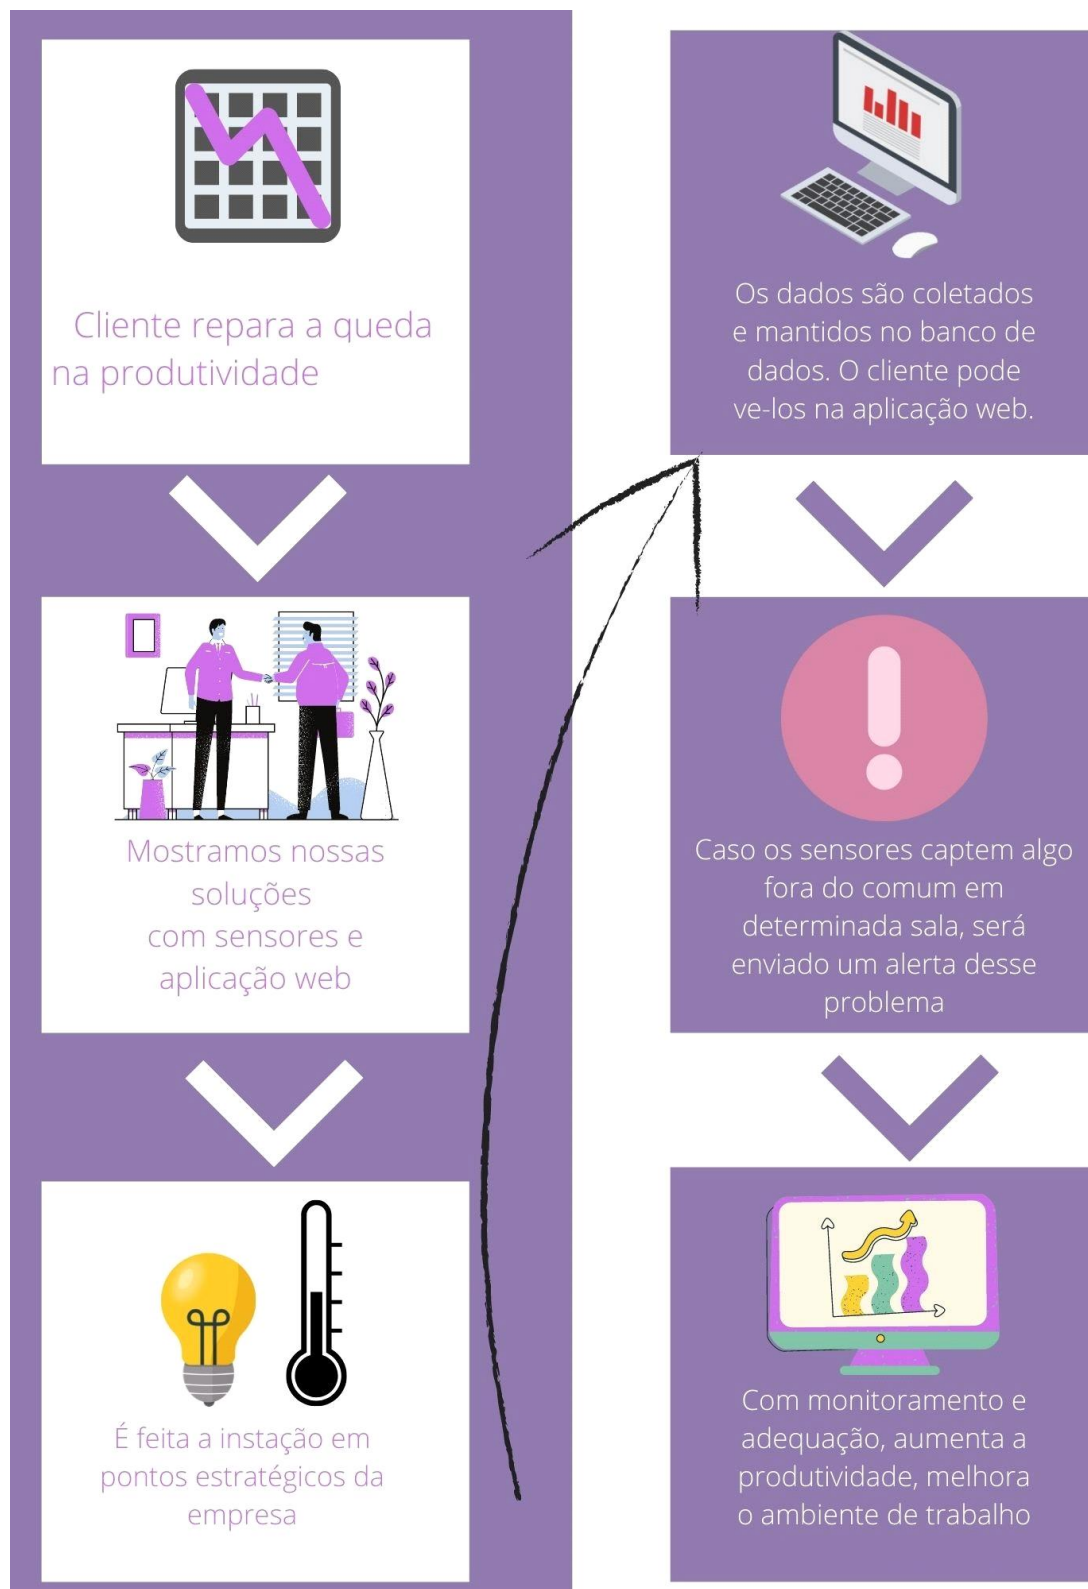 Cliente repara a queda
na produtividade
Mostramos nossas
soluções
com sensores e
aplicação web
É feita a instação em
pontos estratégicos da
empresa
Os dados são coletados
e mantidos no banco de
dados. O cliente pode
ve-los na aplicação web.
Caso os sensores captem algo
fora do comum em
determinada sala, será
enviado um alerta desse
problema
Com monitoramento e
adequação, aumenta a
produtividade, melhora
o ambiente de trabalho